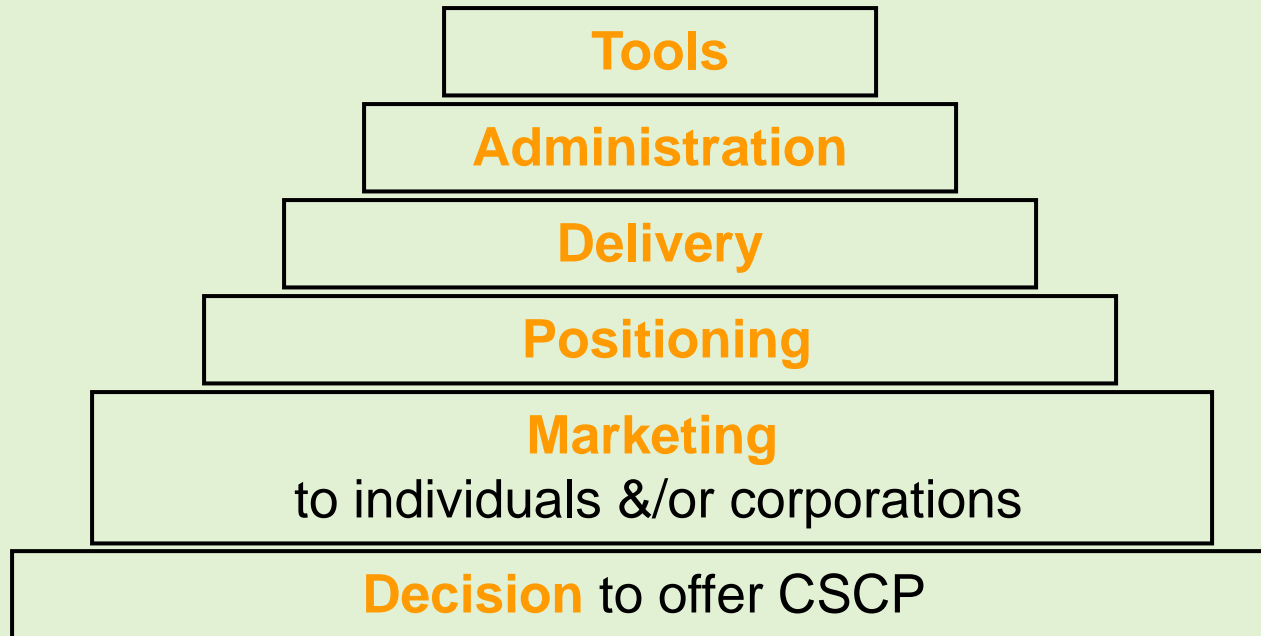 Tools
Administration
Delivery
Positioning
Marketing
to individuals &/or corporations
Decision to offer CSCP